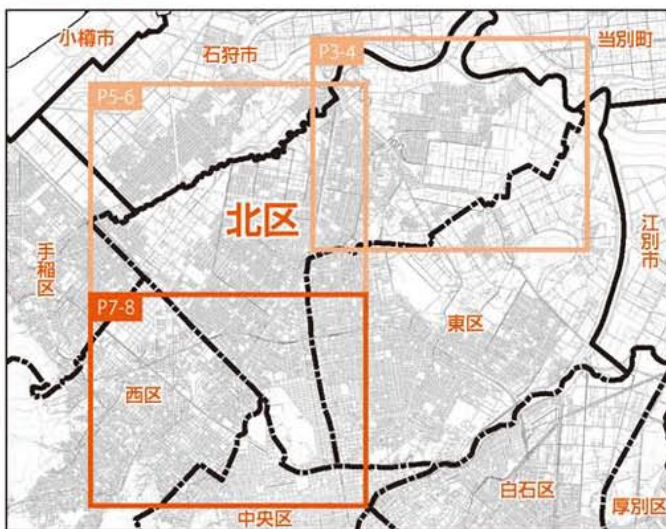 小樽市
石狩市
P3-4
当別町
P5-6
北区
手稲区
江別市
P7-8
東区
西区
白石区
中央区
厚別区